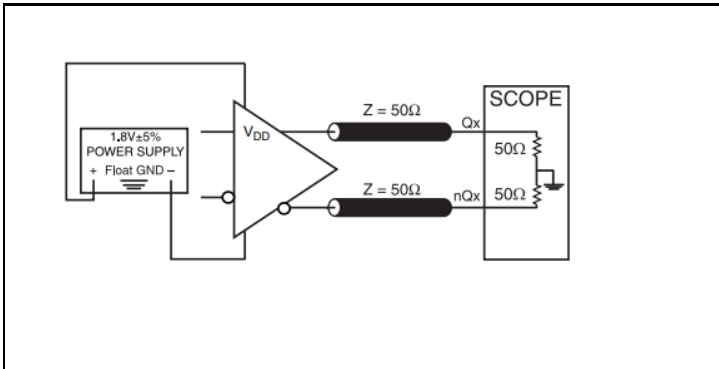 SCOPE
Z = 50Ω
Qx
1.8V±5%
POWER SUPPLY
+ Float GND −
VDD
50Ω
50Ω
Z = 50Ω
nQx